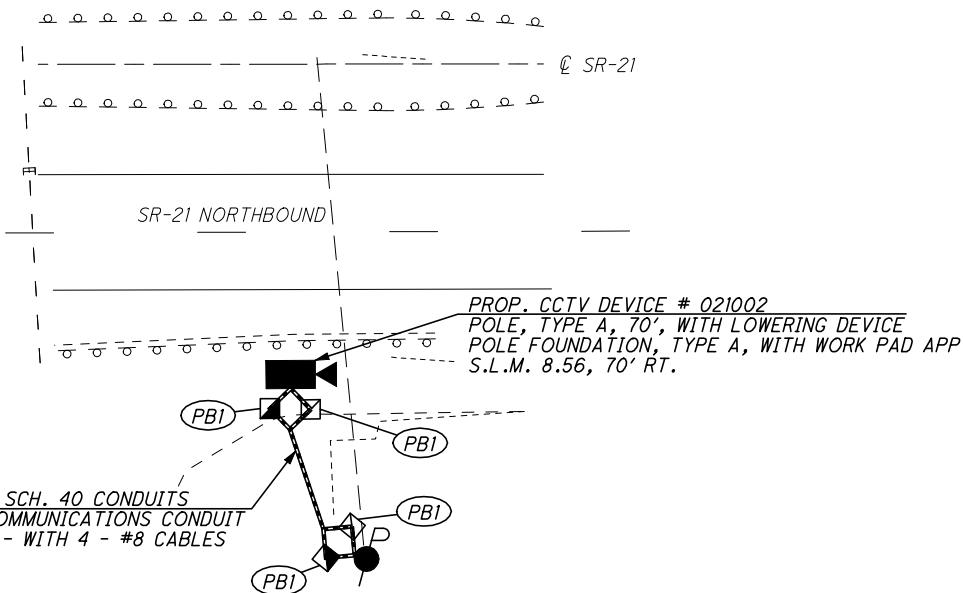 ℄ SR-21
SR-21 NORTHBOUND
PROP. CCTV DEVICE # 021002
POLE, TYPE A, 70', WITH LOWERING DEVICE
POLE FOUNDATION, TYPE A, WITH WORK PAD APP
S.L.M. 8.56, 70' RT.
PB1
PB1
SCH. 40 CONDUITS
OMMUNICATIONS CONDUIT
- WITH 4 - #8 CABLES
PB1
P
PB1